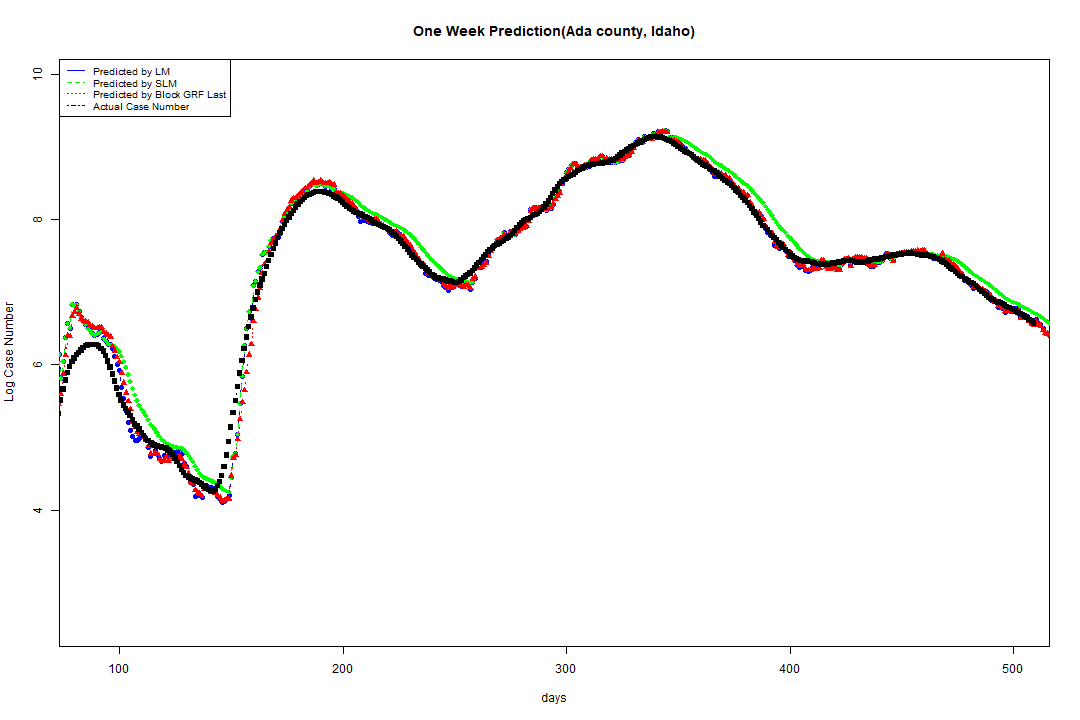 One Week Prediction(Ada county, Idaho)
Predicted by LM
Predicted by SLM
Predicted by Block GRF Last
Actual Case Number
Log Case Number
10
8
6
4
100 200 300 400 500
days